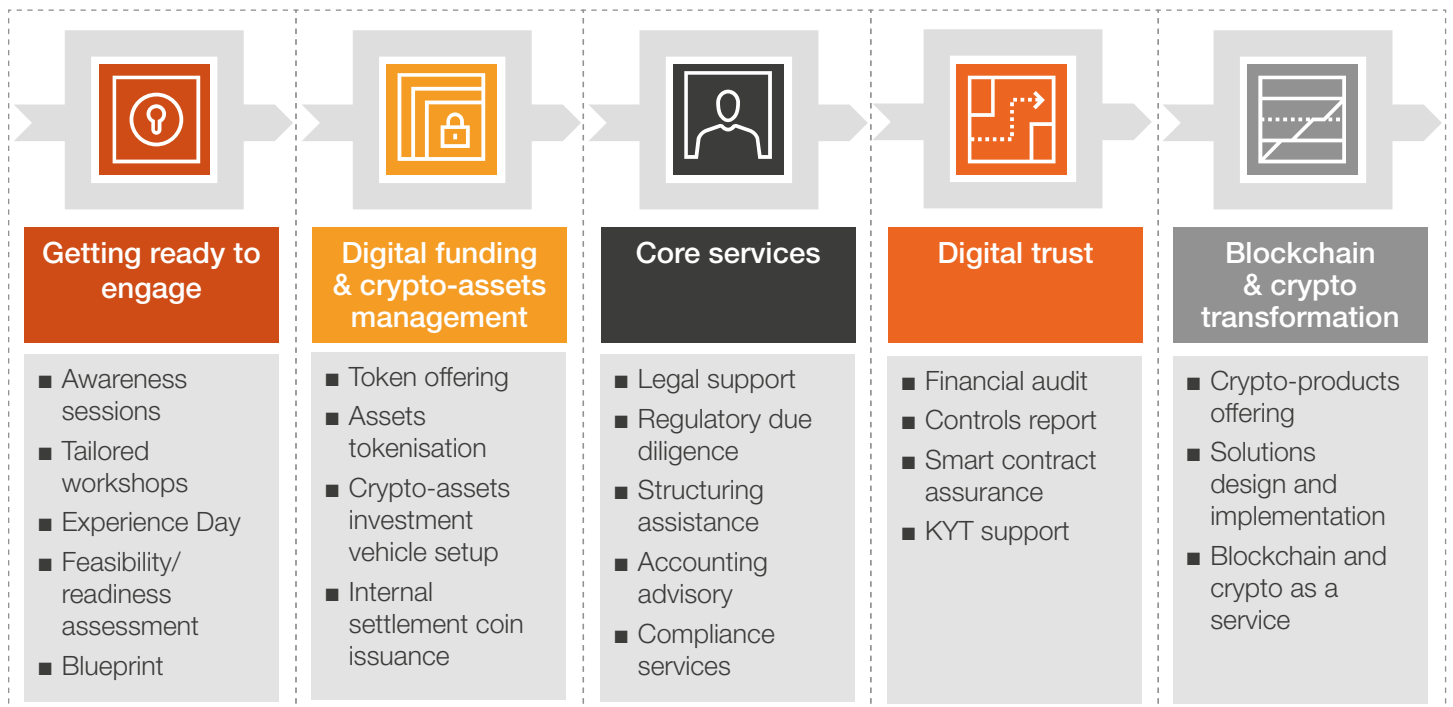 Getting ready to
engage
■ Awareness
sessions
■ Tailored
workshops
■ Experience Day
■ Feasibility/
readiness
assessment
■ Blueprint
Digital funding
& crypto-assets
management
■ Token offering
■ Assets
tokenisation
■ Crypto-assets
investment
vehicle setup
■ Internal
settlement coin
issuance
Core services
■ Legal support
■ Regulatory due
diligence
■ Structuring
assistance
■ Accounting
advisory
■ Compliance
services
Digital trust
■ Financial audit
■ Controls report
■ Smart contract
assurance
■ KYT support
Blockchain
& crypto
transformation
■ Crypto-products
offering
■ Solutions
design and
implementation
■ Blockchain and
crypto as a
service